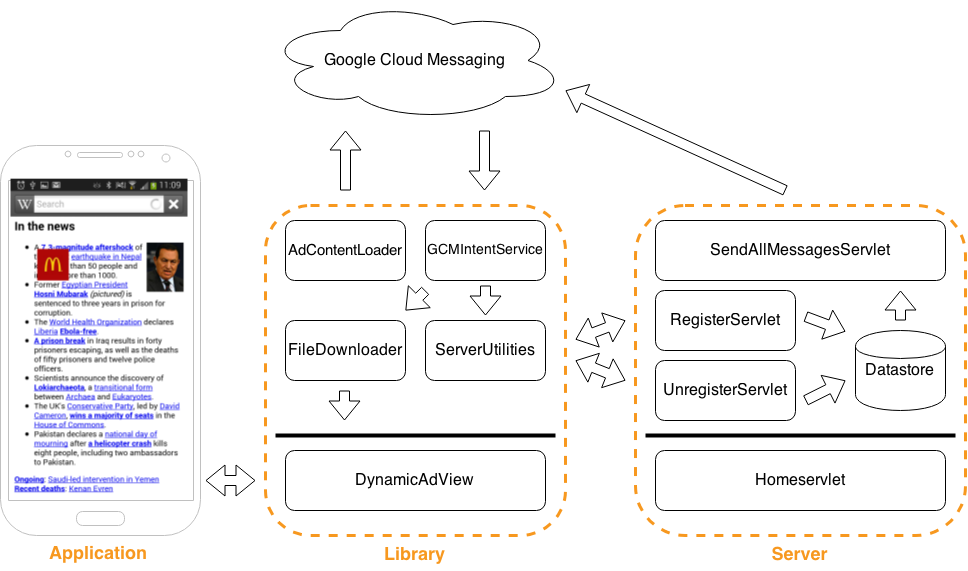 Google Cloud Messaging
11:09
W Search
In the news
A 7.3-magnitude aftershock of
earthquake in Nepal
than 50 people and
more than 1000.
Former Egyptian President
Hosni Mubarak (pictured) is
sentenced to three years in prison for
corruption.
The World Health Organization declares
Liberia Ebola-free.
A prison break in Iraq results in forty
prisoners escaping, as well as the deaths
of fifty prisoners and twelve police
officers.
Scientists announce the discovery of
Lokiarchaeota, a transitional form
between Archaea and Eukaryotes.
The UK's Conservative Party, led by David
Cameron, wins a majority of seats in the
House of Commons.
Pakistan declares a national day of
mourning after a helicopter crash kills
eight people, including two ambassadors
to Pakistan.
Ongoing: Saudi-led intervention in Yemen
Recent deaths: Kenan Evren
Application
AdContentLoader
GCMIntentService
FileDownloader
ServerUtilities
DynamicAdView
Library
SendAllMessagesServlet
RegisterServlet
UnregisterServlet
Datastore
Homeservlet
Server